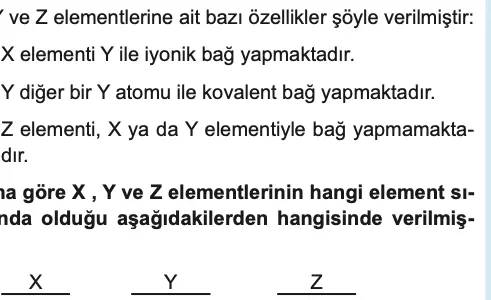 ve Z elementlerine ait bazı özellikler şöyle verilmiştir:
X elementi Y ile iyonik bağ yapmaktadır.
Y diğer bir Y atomu ile kovalent bağ yapmaktadır.
Z elementi, X ya da Y elementiyle bağ yapmamakta-
dır.
na göre X , Y ve Z elementlerinin hangi element sı-
nda olduğu aşağıdakilerden hangisinde verilmiş-
X Y Z